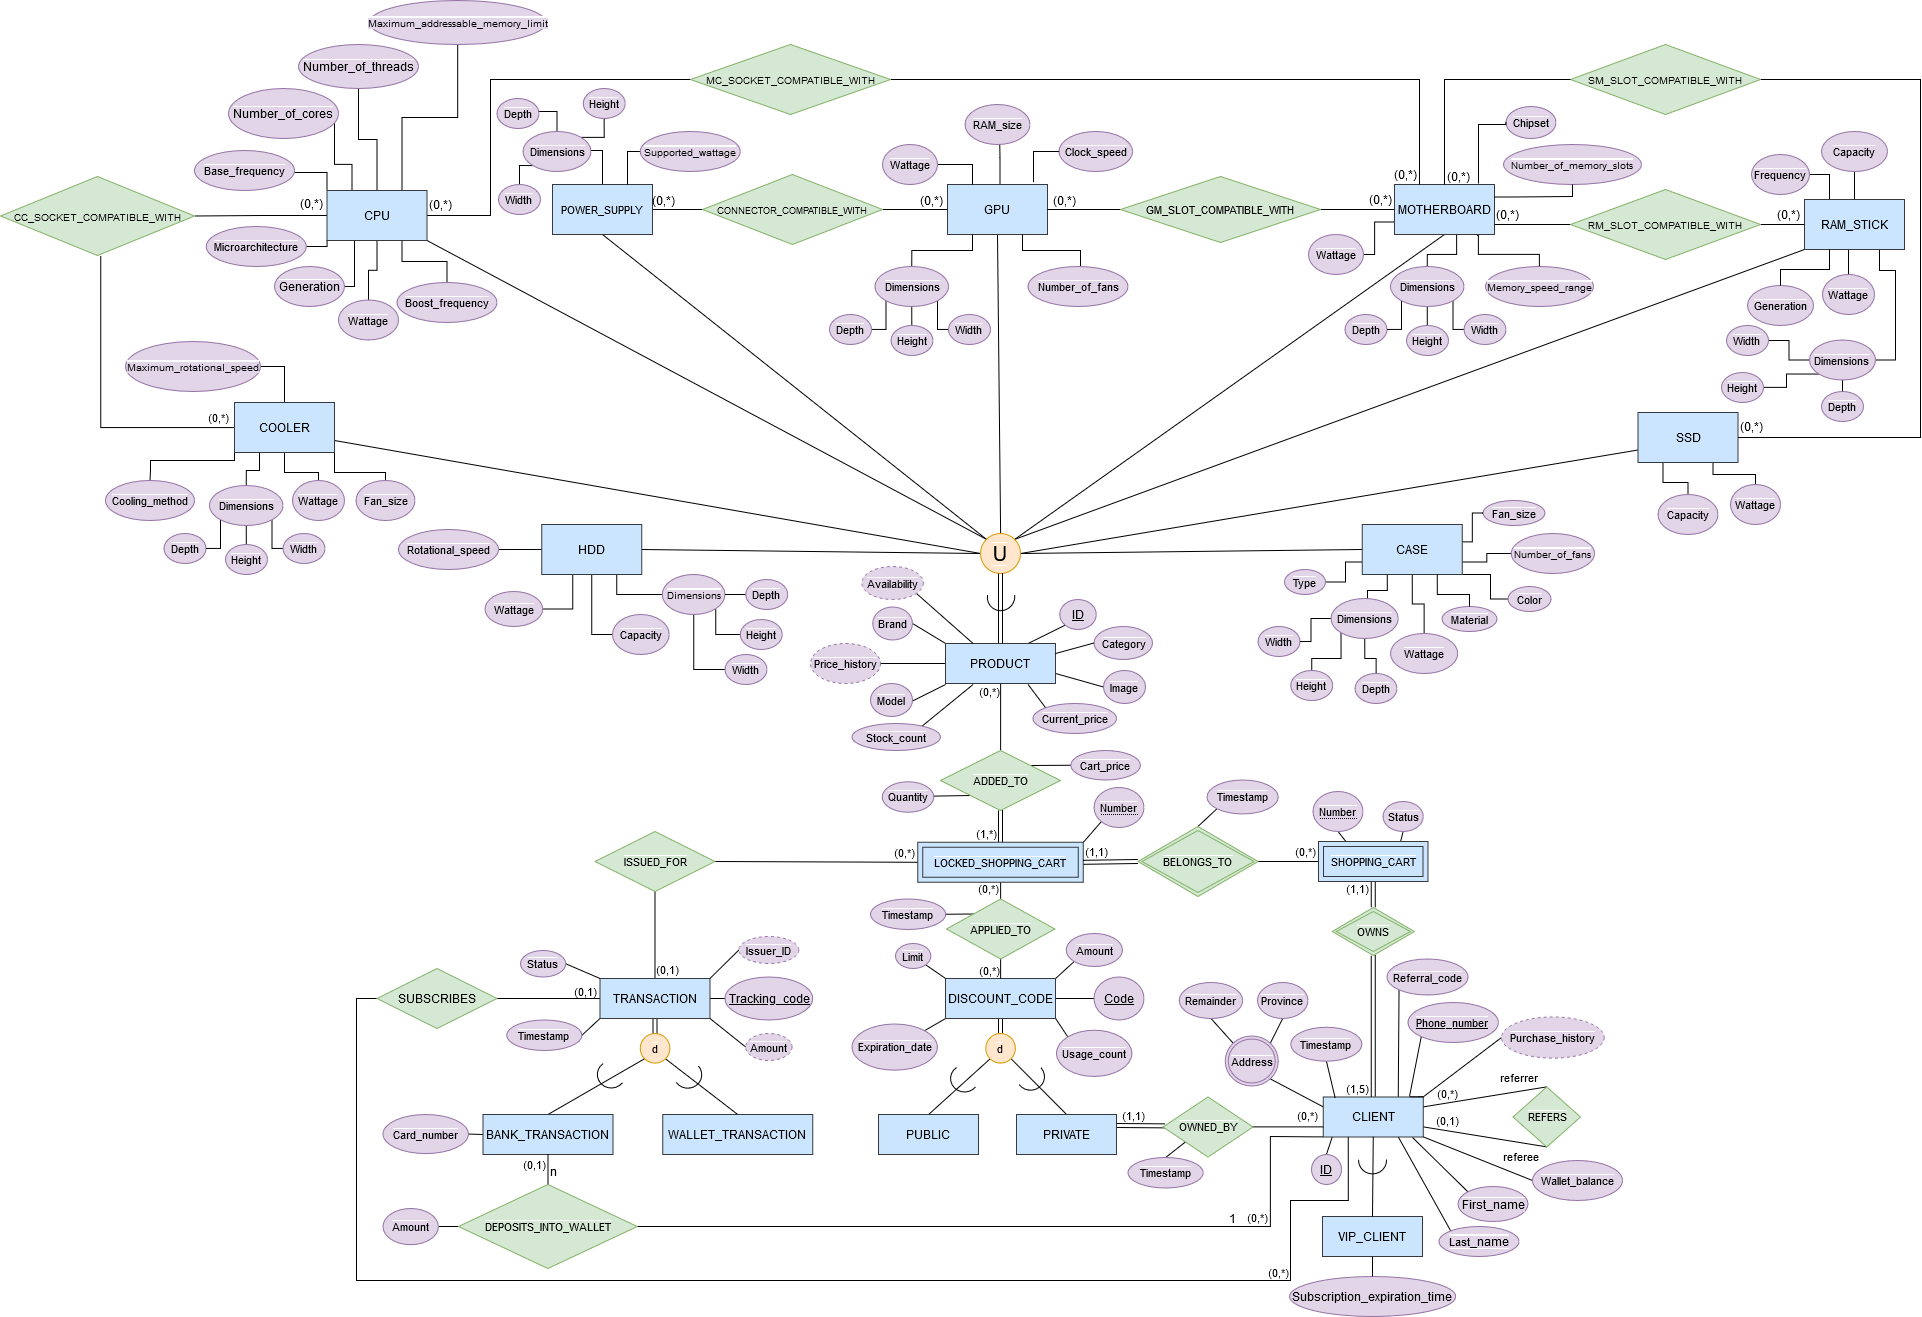 Maximum_addressable_memory_limit
Number_of_threads
Number_of_cores
Base_frequency
CC_SOCKET_COMPATIBLE_WITH
(0,*)
CPU
(0,*)
Microarchitecture
Generation
Wattage
Boost_frequency
MC_SOCKET_COMPATIBLE_WITH
Depth
Height
Dimensions
Width
Supported_wattage
POWER_SUPPLY
(0,*)
CONNECTOR_COMPATIBLE_WITH
(0,*)
RAM_size
Wattage
Clock_speed
GPU
(0,*)
Dimensions
Depth
Height
Width
Number_of_fans
GM_SLOT_COMPATIBLE_WITH
(0,*)
(0,*)
(0,*)
SM_SLOT_COMPATIBLE_WITH
Chipset
Number_of_memory_slots
MOTHERBOARD
(0,*)
Wattage
Dimensions
Depth
Height
Width
Memory_speed_range
RM_SLOT_COMPATIBLE_WITH
(0,*)
Capacity
Frequency
RAM_STICK
Generation
Wattage
Width
Dimensions
Height
Depth
Maximum_rotational_speed
(0,*)
COOLER
Cooling_method
Dimensions
Wattage
Fan_size
Depth
Height
Width
SSD
(0,*)
Capacity
Wattage
Rotational_speed
HDD
Wattage
Capacity
Dimensions
Depth
Height
Width
U
CASE
Fan_size
Number_of_fans
Type
Dimensions
Width
Height
Depth
Wattage
Material
Color
Availability
Brand
Price_history
Model
Stock_count
ID
Category
Image
Current_price
PRODUCT
(0,*)
ADDED_TO
Cart_price
Quantity
(1,*)
Number
ISSUED_FOR
(0,*)
LOCKED_SHOPPING_CART
(1,1)
BELONGS_TO
Timestamp
(0,*)
Number
Status
SHOPPING_CART
(1,1)
OWNS
(0,*)
Timestamp
APPLIED_TO
(0,*)
Limit
Amount
DISCOUNT_CODE
Code
Expiration_date
Usage_count
d
PUBLIC
PRIVATE
(1,1)
OWNED_BY
Timestamp
(0,*)
SUBSCRIBES
(0,1)
Status
(0,1)
Issuer_ID
TRANSACTION
Tracking_code
Timestamp
Amount
d
Card_number
BANK_TRANSACTION
WALLET_TRANSACTION
(0,1)
n
Amount
DEPOSITS_INTO_WALLET
1
(0,*)
(0,*)
Remainder
Province
Address
Timestamp
Referral_code
Phone_number
Purchase_history
(1,5)
CLIENT
(0,*)
referrer
REFERS
(0,1)
referee
Wallet_balance
ID
First_name
Last_name
VIP_CLIENT
Subscription_expiration_time